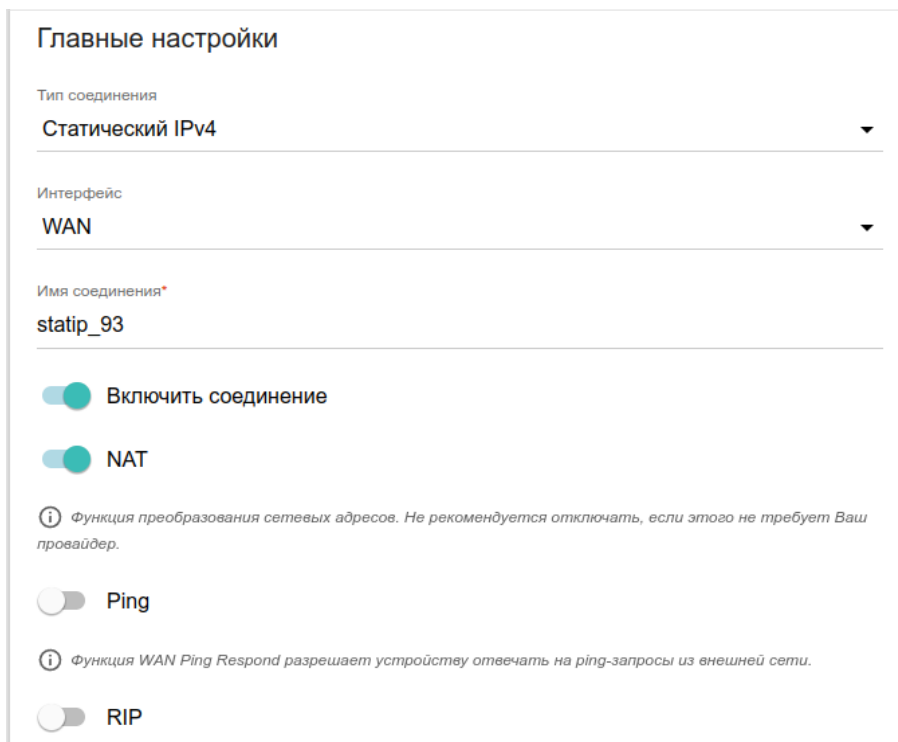 Главные настройки
Тип соединения
Статический IPv4
Интерфейс
WAN
Имя соединения*
statip_93
Включить соединение
NAT
Функция преобразования сетевых адресов. Не рекомендуется отключать, если этого не требует Ваш
провайдер.
Ping
Функция WAN Ping Respond разрешает устройству отвечать на ping-запросы из внешней сети.
RIP